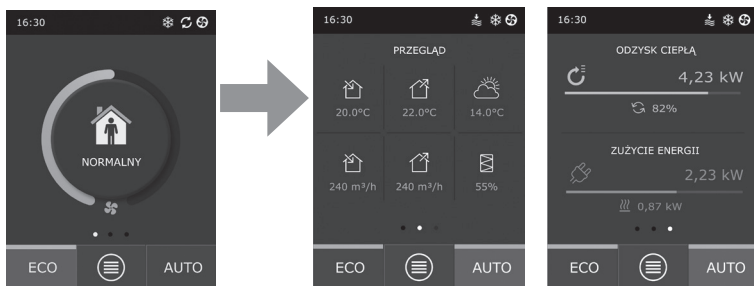 16:30
NORMALNY
ECO AUTO
16:30
PRZEGLĄD
20.0°C 22.0°C 14.0°C
240 m³/h 240 m³/h 55%
ECO AUTO
16:30
ODZYSK CIEPŁĄ
4,23 kW
82%
ZUŻYCIE ENERGII
2,23 kW
0,87 kW
ECO AUTO